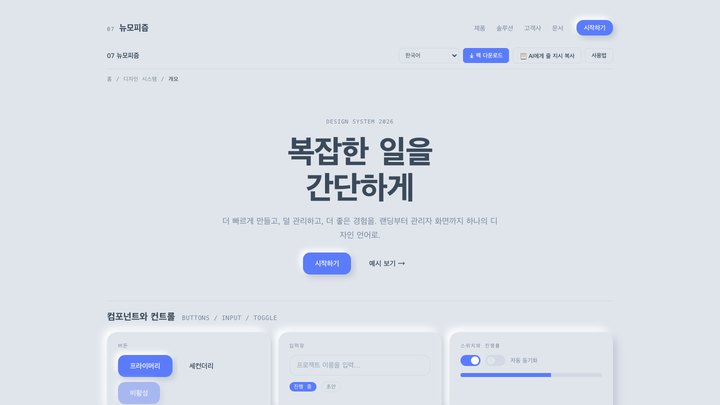 07 뉴모피즘
제품 솔루션 고객사 문서 시작하기
07 뉴모피즘
한국어
팩 다운로드
AI에게 줄 지시 복사
사용법
홈 / 디자인 시스템 / 개요
DESIGN SYSTEM 2026
복잡한 일을
간단하게
더 빠르게 만들고, 덜 관리하고, 더 좋은 경험을. 랜딩부터 관리자 화면까지 하나의 디
자인 언어로.
시작하기 예시 보기 →
컴포넌트와 컨트롤 BUTTONS / INPUT / TOGGLE
버튼
프라이머리 세컨더리
비활성
입력창
프로젝트 이름을 입력...
진행 중 초안
스위치와 진행률
자동 동기화